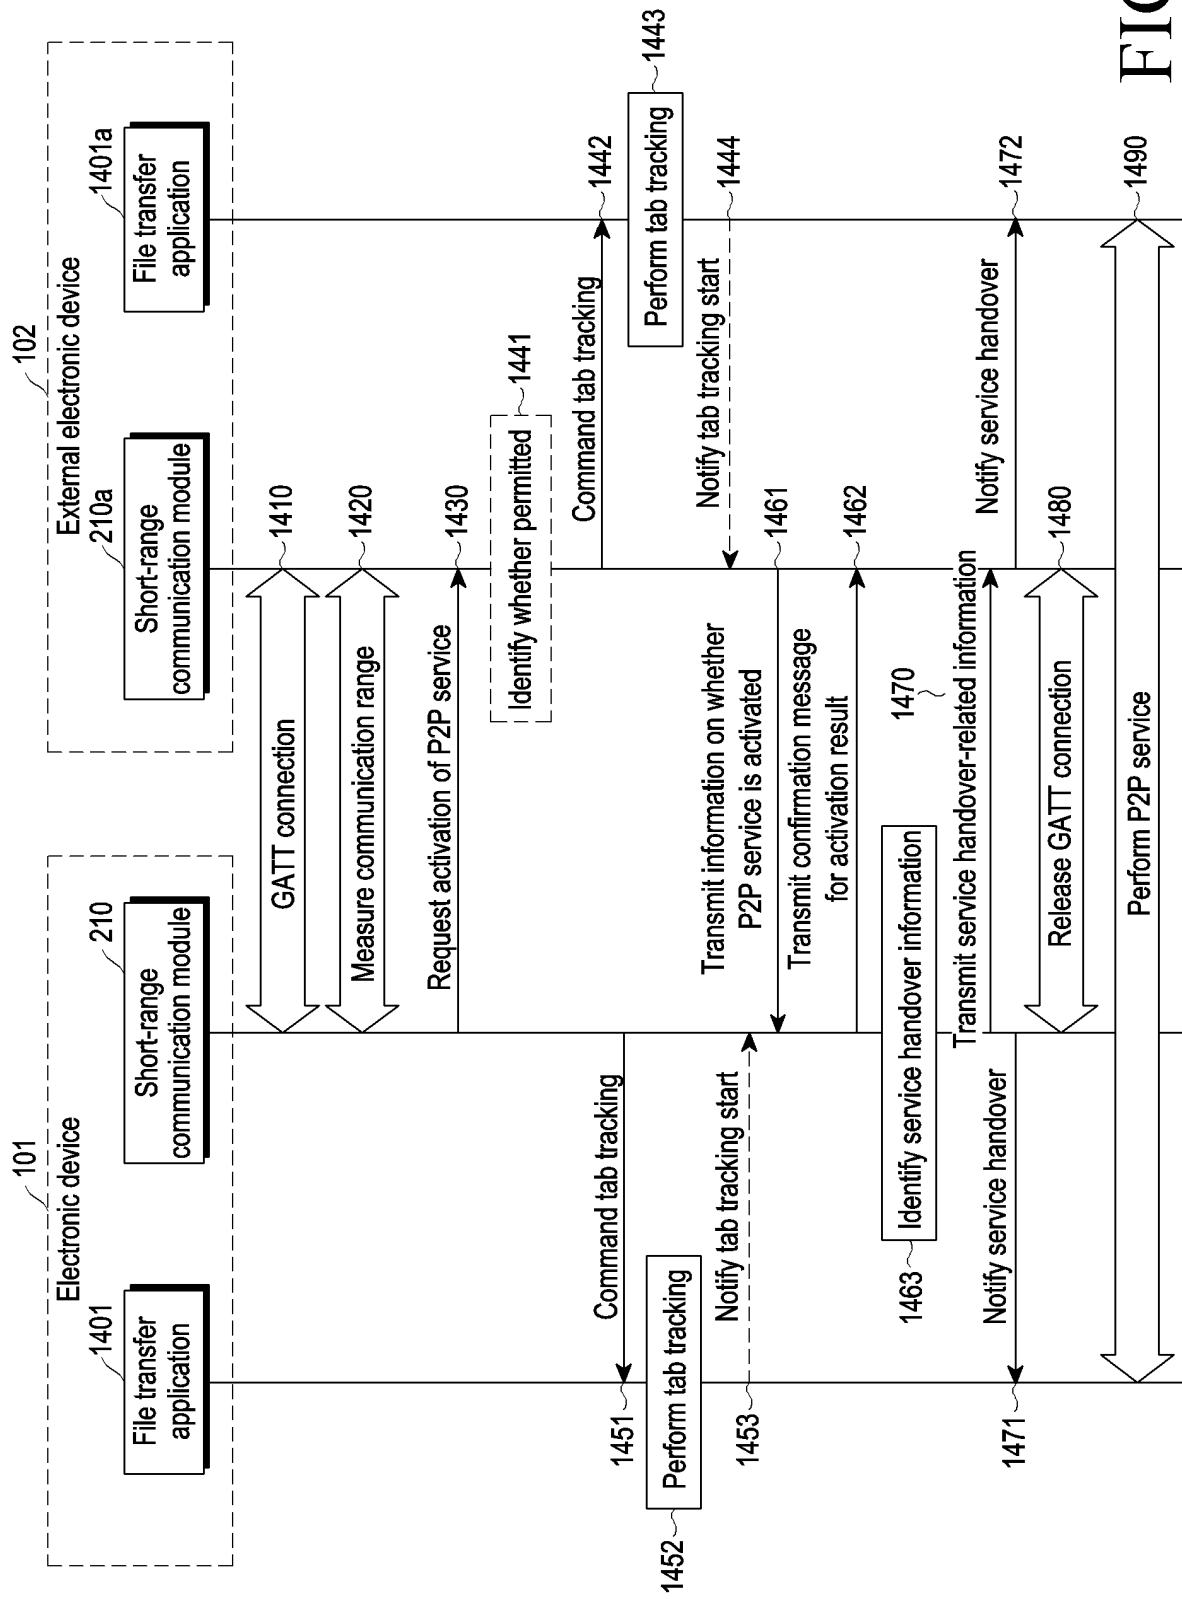 101
Electronic device
102
External electronic device
1401
File transfer
application
210
Short-range
communication module
210a
Short-range
communication module
1401a
File transfer
application
GATT connection
1410
Measure communication range
1420
Request activation of P2P service
1430
Identify whether permitted
1441
Command tab tracking
1442
Command tab tracking
1451
Perform tab tracking
1443
Perform tab tracking
1452
Notify tab tracking start
1444
Notify tab tracking start
1453
Transmit information on whether
P2P service is activated
1461
Transmit confirmation message
for activation result
1462
Identify service handover information
1463
1470
Transmit service handover-related information
Notify service handover
1471
Notify service handover
1472
Release GATT connection
1480
Perform P2P service
1490